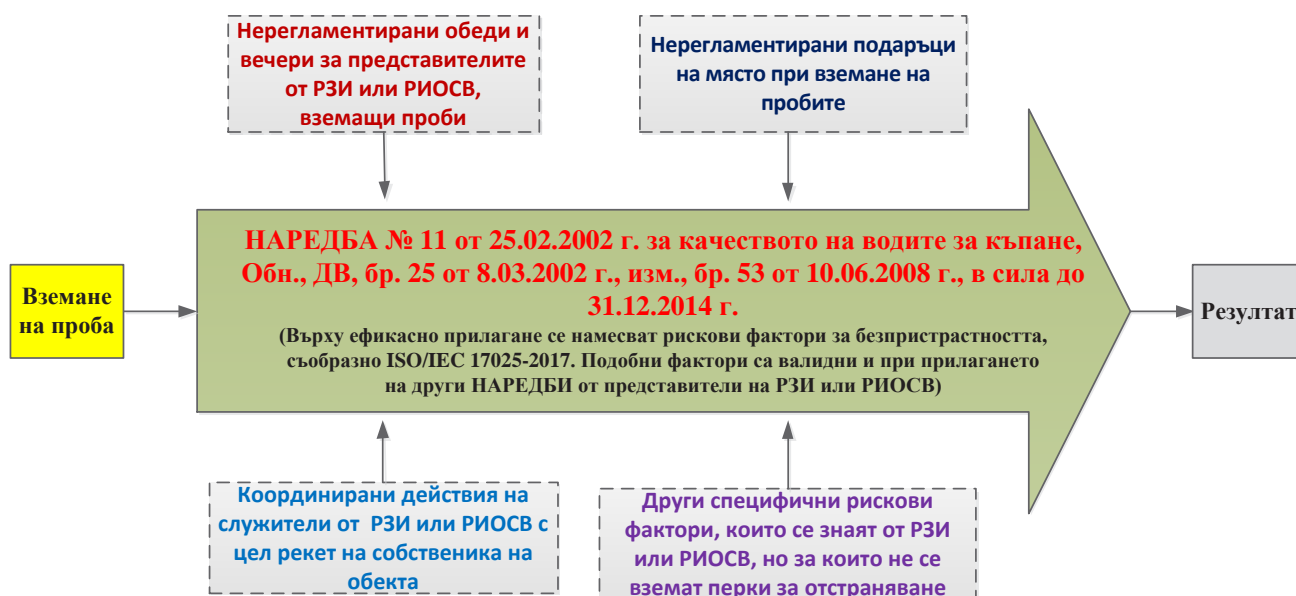 Нерегламентирани обеди и
вечери за представителите
от РЗИ или РИОСВ,
вземащи проби
Нерегламентирани подаръци
на място при вземане на
пробите
Вземане
на проба
НАРЕДБА № 11 от 25.02.2002 г. за качеството на водите за къпане,
Обн., ДВ, бр. 25 от 8.03.2002 г., изм., бр. 53 от 10.06.2008 г., в сила до
31.12.2014 г.
(Върху ефикасно прилагане се намесват рискови фактори за безпристрастността,
съобразно ISO/IEC 17025-2017. Подобни фактори са валидни и при прилагането
на други НАРЕДБИ от представители на РЗИ или РИОСВ)
Резултат
Координирани действия на
служители от РЗИ или РИОСВ с
цел рекет на собственика на
обекта
Други специфични рискови
фактори, които се знаят от РЗИ
или РИОСВ, но за които не се
вземат перки за отстраняване